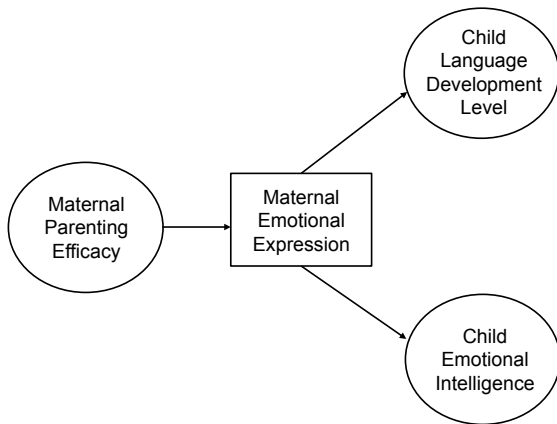 Child
Language
Development
Level
Maternal
Parenting
Efficacy
Maternal
Emotional
Expression
Child
Emotional
Intelligence